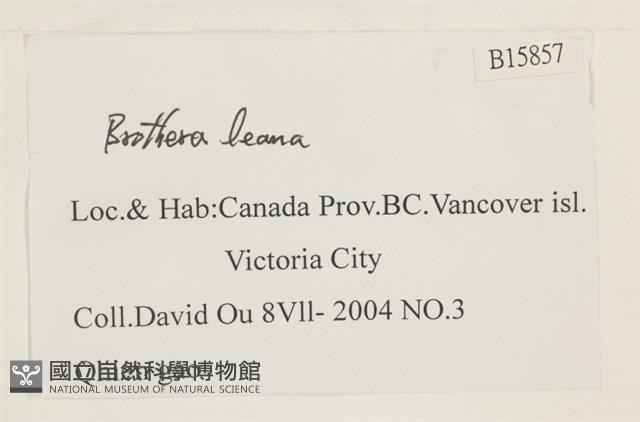 B15857
Brothera leana
Loc.& Hab:Canada Prov.BC.Vancover isl.
Victoria City
Coll.David Ou 8Vll- 2004 NO.3
國立自然科學博物館
NATIONAL MUSEUM OF NATURAL SCIENCE